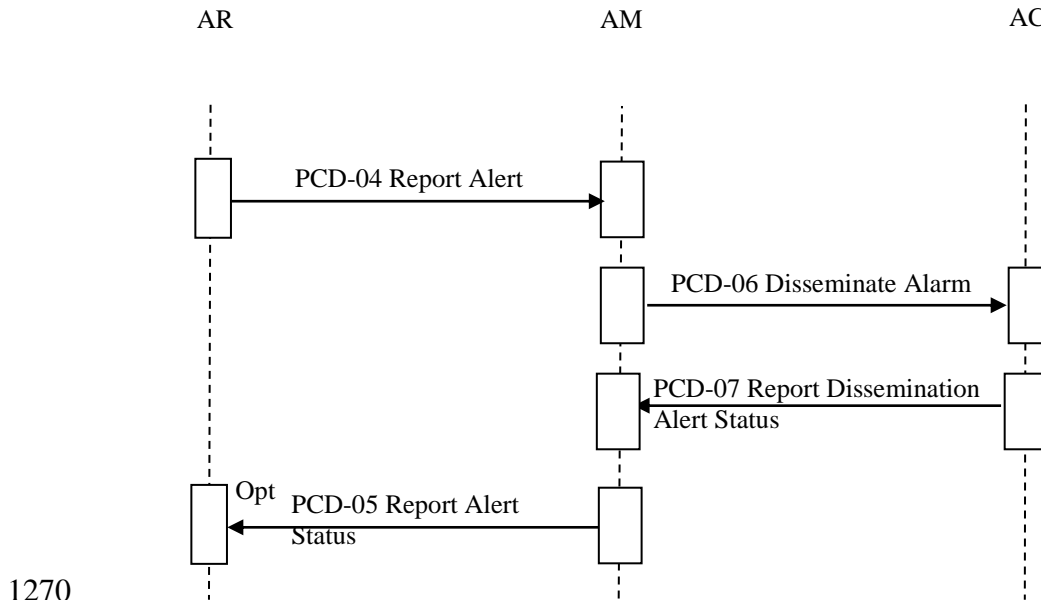 AR AM AC
PCD-04 Report Alert
PCD-06 Disseminate Alarm
PCD-07 Report Dissemination
Alert Status
Opt
PCD-05 Report Alert
Status
1270